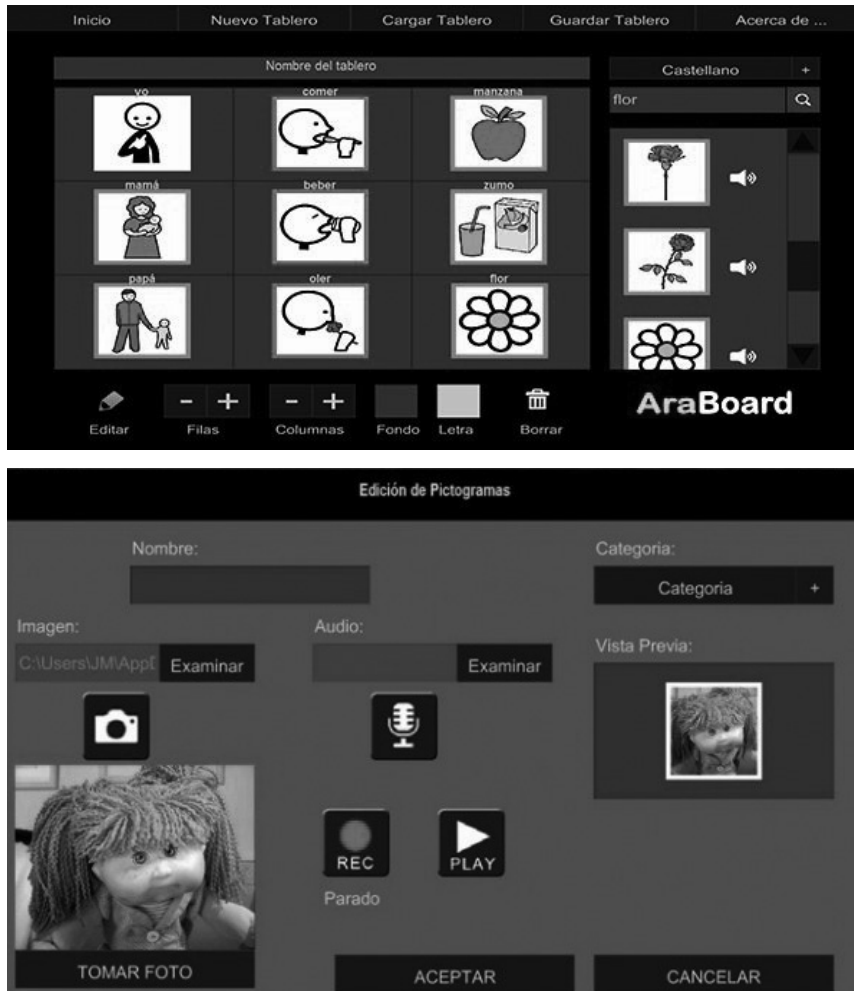 Inicio Nuevo Tablero Cargar Tablero Guardar Tablero Acerca de ...
Nombre del tablero
Castellano +
flor
yo comer manzana
mamá beber zumo
papá oler flor
- + - +
Editar Filas Columnas Fondo Letra Borrar
AraBoard
Edición de Pictogramas
Nombre: Categoria:
Categoria +
Imagen: Audio:
Vista Previa:
C:\Users\JM\AppD Examinar Examinar
REC PLAY
Parado
TOMAR FOTO ACEPTAR CANCELAR